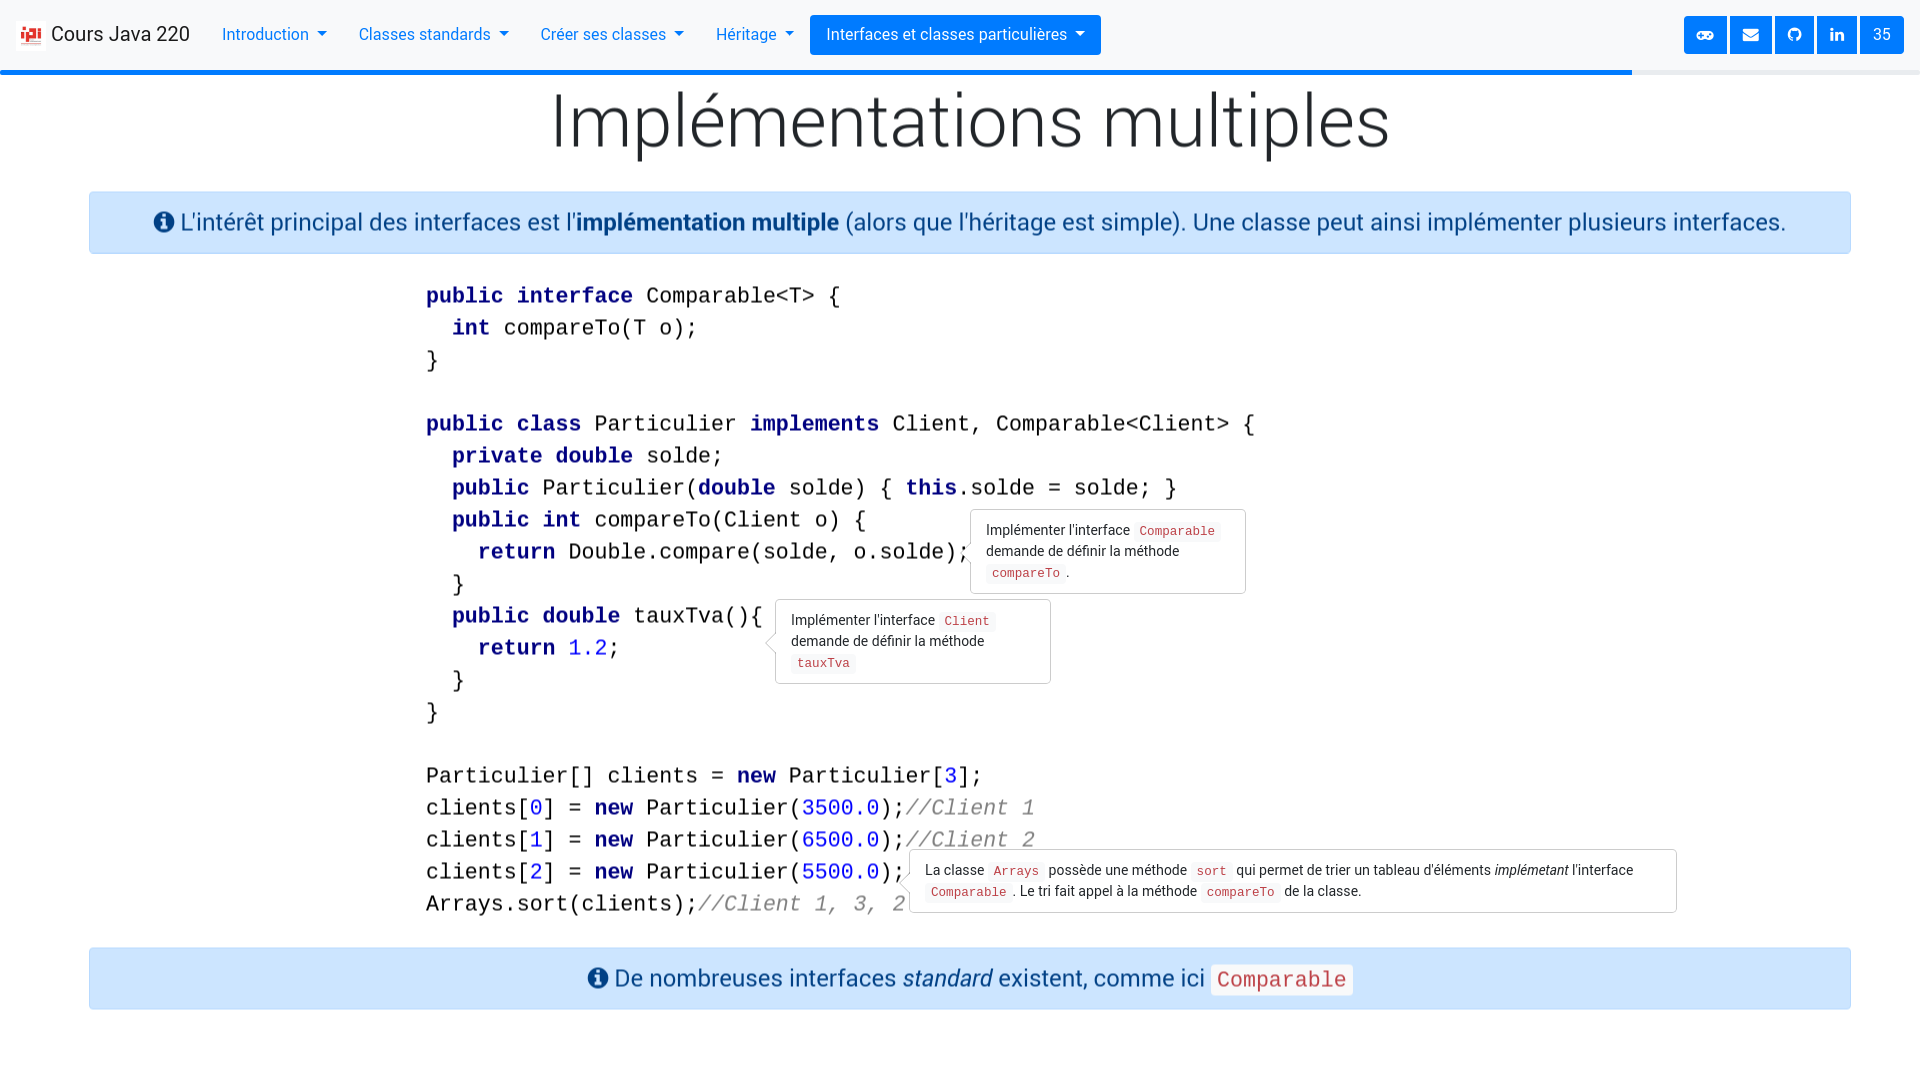 ipi Cours Java 220 Introduction Classes standards Créer ses classes Héritage Interfaces et classes particulières 35
Implémentations multiples
L'intérêt principal des interfaces est l'implémentation multiple (alors que l'héritage est simple). Une classe peut ainsi implémenter plusieurs interfaces.
public interface Comparable<T> {
int compareTo(T o);
}
public class Particulier implements Client, Comparable<Client> {
private double solde;
public Particulier(double solde) { this.solde = solde; }
public int compareTo(Client o) {
return Double.compare(solde, o.solde);
}
Implémenter l'interface Comparable
demande de définir la méthode
compareTo .
public double tauxTva(){
return 1.2;
}
}
Implémenter l'interface Client
demande de définir la méthode
tauxTva
Particulier[] clients = new Particulier[3];
clients[0] = new Particulier(3500.0);//Client 1
clients[1] = new Particulier(6500.0);//Client 2
clients[2] = new Particulier(5500.0);
Arrays.sort(clients);//Client 1, 3, 2
La classe Arrays possède une méthode sort qui permet de trier un tableau d'éléments implémetant l'interface
Comparable . Le tri fait appel à la méthode compareTo de la classe.
De nombreuses interfaces standard existent, comme ici Comparable